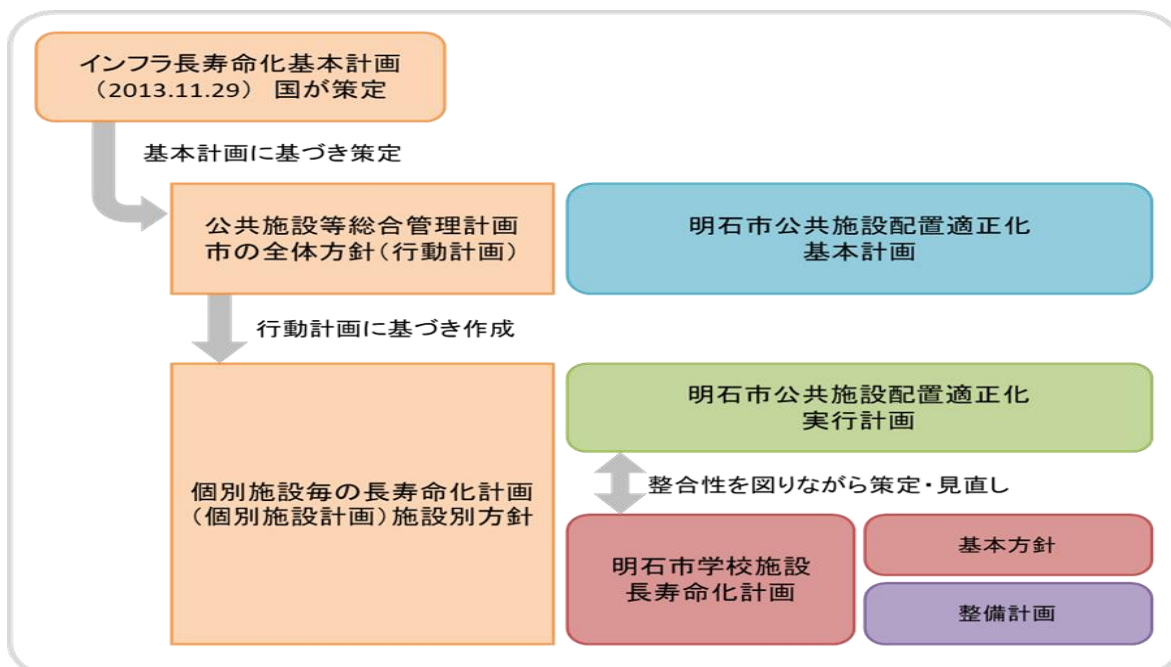 インフラ長寿命化基本計画
（2013.11.29） 国が策定
基本計画に基づき策定
公共施設等総合管理計画
市の全体方針（行動計画）
明石市公共施設配置適正化
基本計画
行動計画に基づき作成
個別施設毎の長寿命化計画
（個別施設計画）施設別方針
明石市公共施設配置適正化
実行計画
整合性を図りながら策定・見直し
明石市学校施設
長寿命化計画
基本方針
整備計画